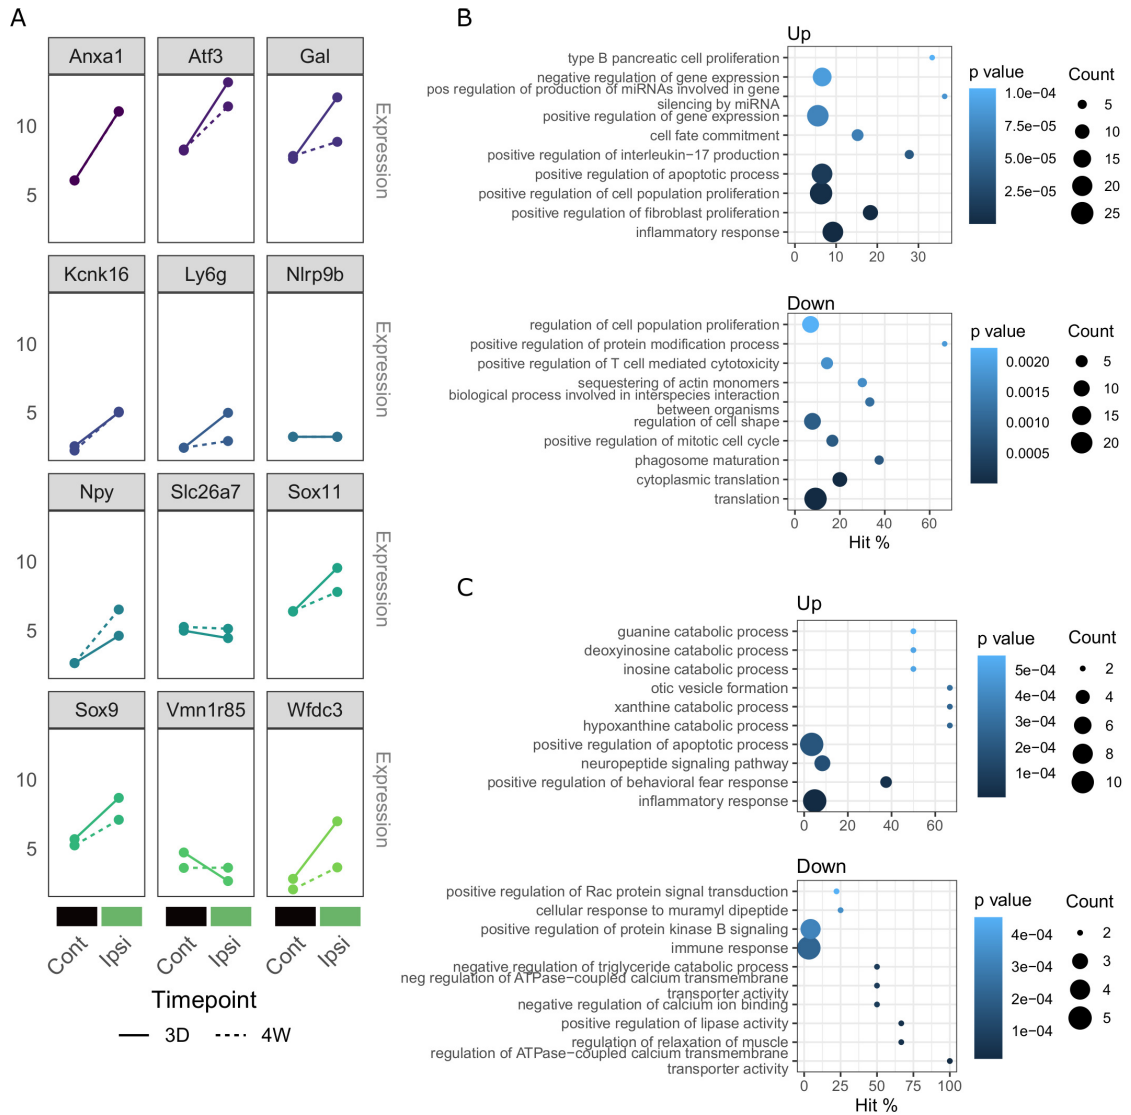 A
Anxa1 Atf3 Gal
10
5
Expression
Kcnk16 Ly6g Nlrp9b
10
5
Expression
Npy Slc26a7 Sox11
10
5
Expression
Sox9 Vmn1r85 Wfdc3
10
5
Expression
Cont Ipsi Cont Ipsi Cont Ipsi
Timepoint
3D 4W
B
Up
type B pancreatic cell proliferation
negative regulation of gene expression
pos regulation of production of miRNAs involved in gene
silencing by miRNA
positive regulation of gene expression
cell fate commitment
positive regulation of interleukin−17 production
positive regulation of apoptotic process
positive regulation of cell population proliferation
positive regulation of fibroblast proliferation
inflammatory response
0 10 20 30
p value
1.0e−04
7.5e−05
5.0e−05
2.5e−05
Count
5
10
15
20
25
Down
regulation of cell population proliferation
positive regulation of protein modification process
positive regulation of T cell mediated cytotoxicity
sequestering of actin monomers
biological process involved in interspecies interaction
between organisms
regulation of cell shape
positive regulation of mitotic cell cycle
phagosome maturation
cytoplasmic translation
translation
0 20 40 60
Hit %
p value
0.0020
0.0015
0.0010
0.0005
Count
5
10
15
20
C
Up
guanine catabolic process
deoxyinosine catabolic process
inosine catabolic process
otic vesicle formation
xanthine catabolic process
hypoxanthine catabolic process
positive regulation of apoptotic process
neuropeptide signaling pathway
positive regulation of behavioral fear response
inflammatory response
0 20 40 60
p value
5e−04
4e−04
3e−04
2e−04
1e−04
Count
2
4
6
8
10
Down
positive regulation of Rac protein signal transduction
cellular response to muramyl dipeptide
positive regulation of protein kinase B signaling
immune response
negative regulation of triglyceride catabolic process
neg regulation of ATPase−coupled calcium transmembrane
transporter activity
negative regulation of calcium ion binding
positive regulation of lipase activity
regulation of relaxation of muscle
regulation of ATPase−coupled calcium transmembrane
transporter activity
0 25 50 75 100
Hit %
p value
4e−04
3e−04
2e−04
1e−04
Count
2
3
4
5